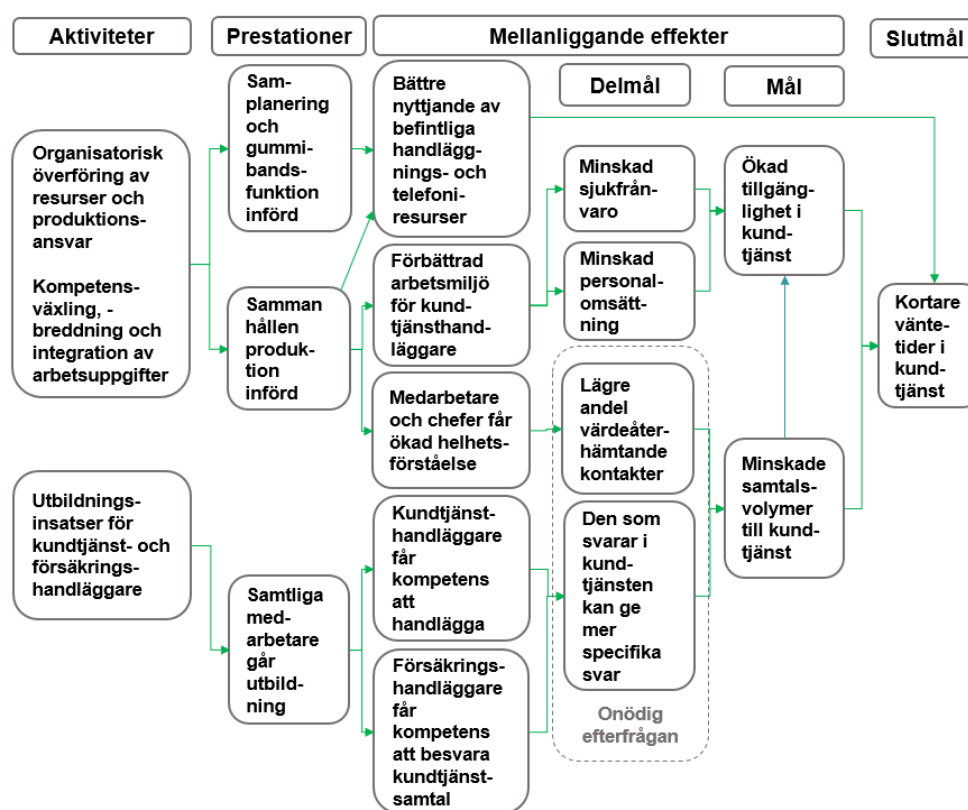 Aktiviteter
Prestationer
Mellanliggande effekter
Slutmål
Delmål
Mål
Organisatorisk
överföring av
resurser och
produktions-
ansvar
Kompetens-
växling, -
breddning och
integration av
arbetsuppgifter
Utbildnings-
insatser för
kundtjänst- och
försäkrings-
handläggare
Sam-
planering
och
gummi-
bands-
funktion
införd
Samman
hållen
produk-
tion
införd
Samtliga
med-
arbetare
går
utbild-
ning
Bättre
nyttjande av
befintliga
handlägg-
nings- och
telefoni-
resurser
Förbättrad
arbetsmiljö
för kund-
tjänsthand-
läggare
Medarbetare
och chefer får
ökad helhets-
förståelse
Kundtjänst-
handläggare
får
kompetens
att
handlägga
Försäkrings-
handläggare
får
kompetens
att besvara
kundtjänst-
samtal
Minskad
sjukfrån-
varo
Minskad
personal-
omsätt-
ning
Lägre
andel
värdeåter-
hämtande
kontakter
Den som
svarar i
kund-
tjänsten
kan ge
mer
specifika
svar
Onödig
efterfrågan
Ökad
tillgäng-
lighet i
kund-
tjänst
Minskade
samtals-
volymer
till kund-
tjänst
Kortare
vänte-
tider i
kund-
tjänst